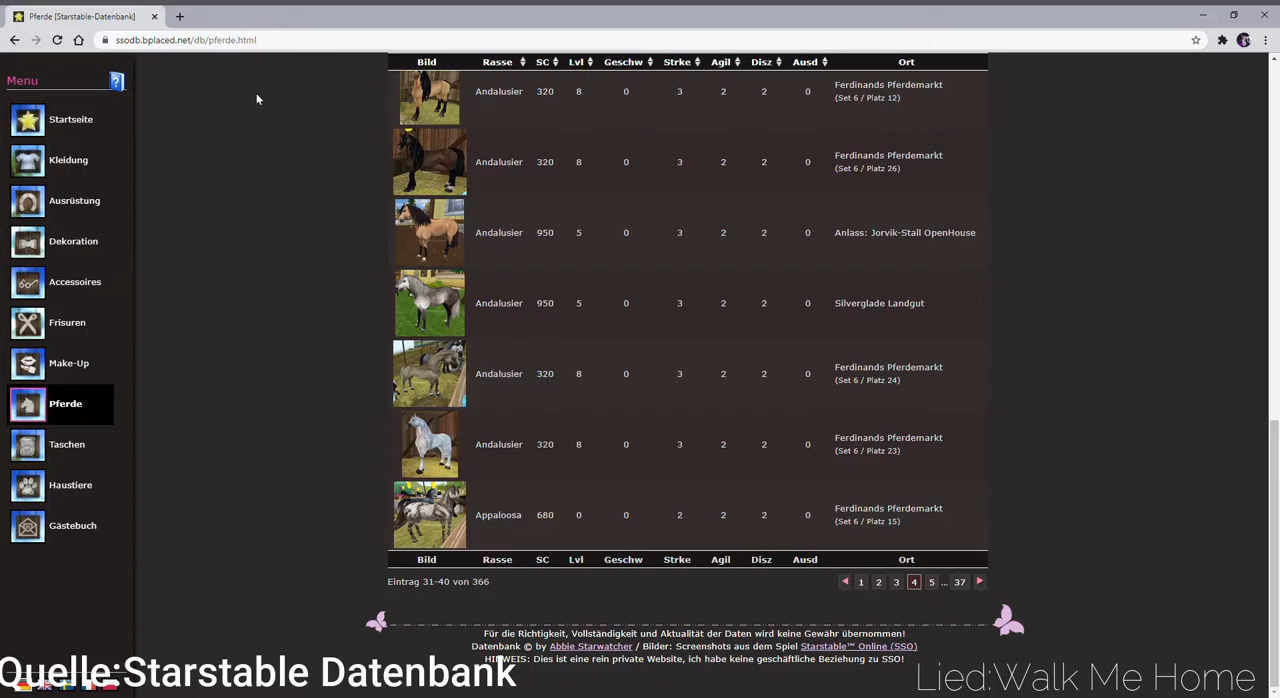 Pferde [Starstable-Datenbank]
ssodb.bplaced.net/db/pferde.html
Menu
Startseite
Kleidung
Ausrüstung
Dekoration
Accessoires
Frisuren
Make-Up
Pferde
Taschen
Haustiere
Gästebuch
Bild Rasse SC Lvl Geschw Strke Agil Disz Ausd Ort
Andalusier 320 8 0 3 2 2 0 Ferdinands Pferdemarkt
(Set 6 / Platz 12)
Andalusier 320 8 0 3 2 2 0 Ferdinands Pferdemarkt
(Set 6 / Platz 26)
Andalusier 950 5 0 3 2 2 0 Anlass: Jorvik-Stall OpenHouse
Andalusier 950 5 0 3 2 2 0 Silverglade Landgut
Andalusier 320 8 0 3 2 2 0 Ferdinands Pferdemarkt
(Set 6 / Platz 24)
Andalusier 320 8 0 3 2 2 0 Ferdinands Pferdemarkt
(Set 6 / Platz 23)
Appaloosa 680 0 0 2 2 2 0 Ferdinands Pferdemarkt
(Set 6 / Platz 15)
Bild Rasse SC Lvl Geschw Strke Agil Disz Ausd Ort
Eintrag 31-40 von 366 1 2 3 4 5 ... 37
Für die Richtigkeit, Vollständigkeit und Aktualität der Daten wird keine Gewähr übernommen!
Datenbank © by Abbie Starwatcher / Bilder: Screenshots aus dem Spiel Starstable™ Online (SSO)
HINWEIS: Dies ist eine rein private Website, ich habe keine geschäftliche Beziehung zu SSO!
Quelle:Starstable Datenbank
Lied:Walk Me Home